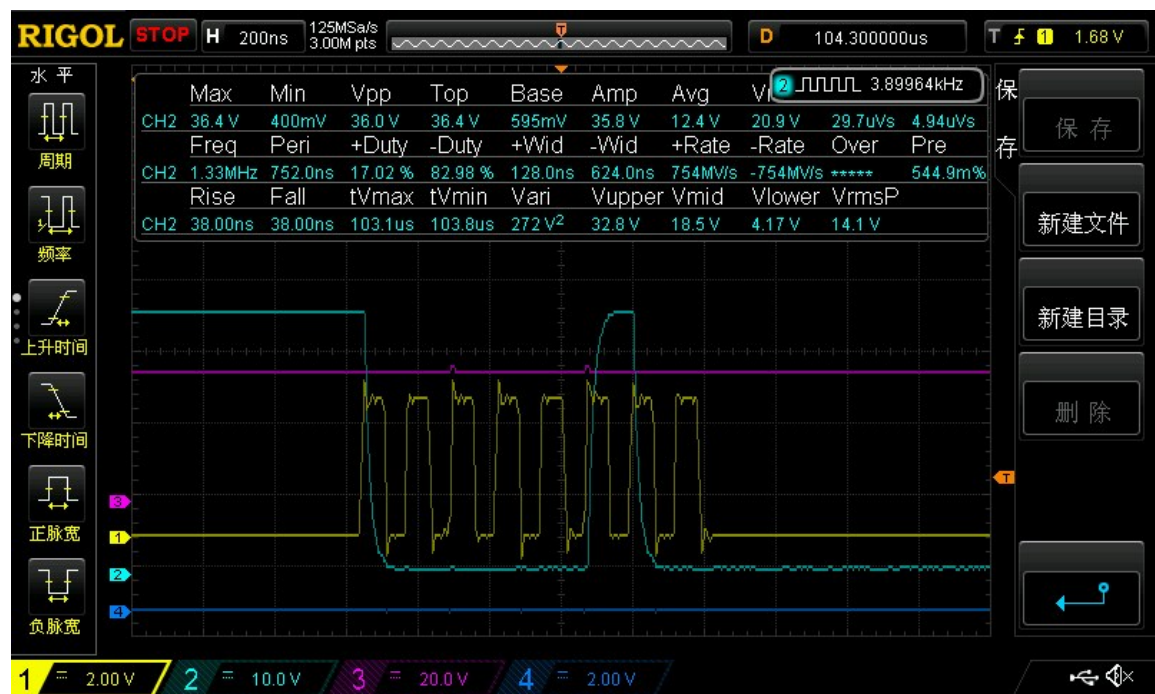 RIGOL STOP H 200ns 125MSa/s 3.00M pts D 104.300000us T 1 1.68 V
水平
周期
频率
上升时间
下降时间
正脉宽
负脉宽
2 3.89964kHz
Max Min Vpp Top Base Amp Avg
CH2 36.4 V 400mV 36.0 V 36.4 V 595mV 35.8 V 12.4 V 20.9 V 29.7uVs 4.94uVs
Freq Peri +Duty -Duty +Wid -Wid +Rate -Rate Over Pre
CH2 1.33MHz 752.0ns 17.02 % 82.98 % 128.0ns 624.0ns 754MV/s -754MV/s ***** 544.9m%
Rise Fall tVmax tVmin Vari Vupper Vmid Vlower VrmsP
CH2 38.00ns 38.00ns 103.1us 103.8us 272 V² 32.8 V 18.5 V 4.17 V 14.1 V
T
3
1
2
4
保存
保存
新建文件
新建目录
删除
1 = 2.00 V 2 = 10.0 V 3 = 20.0 V 4 = 2.00 V